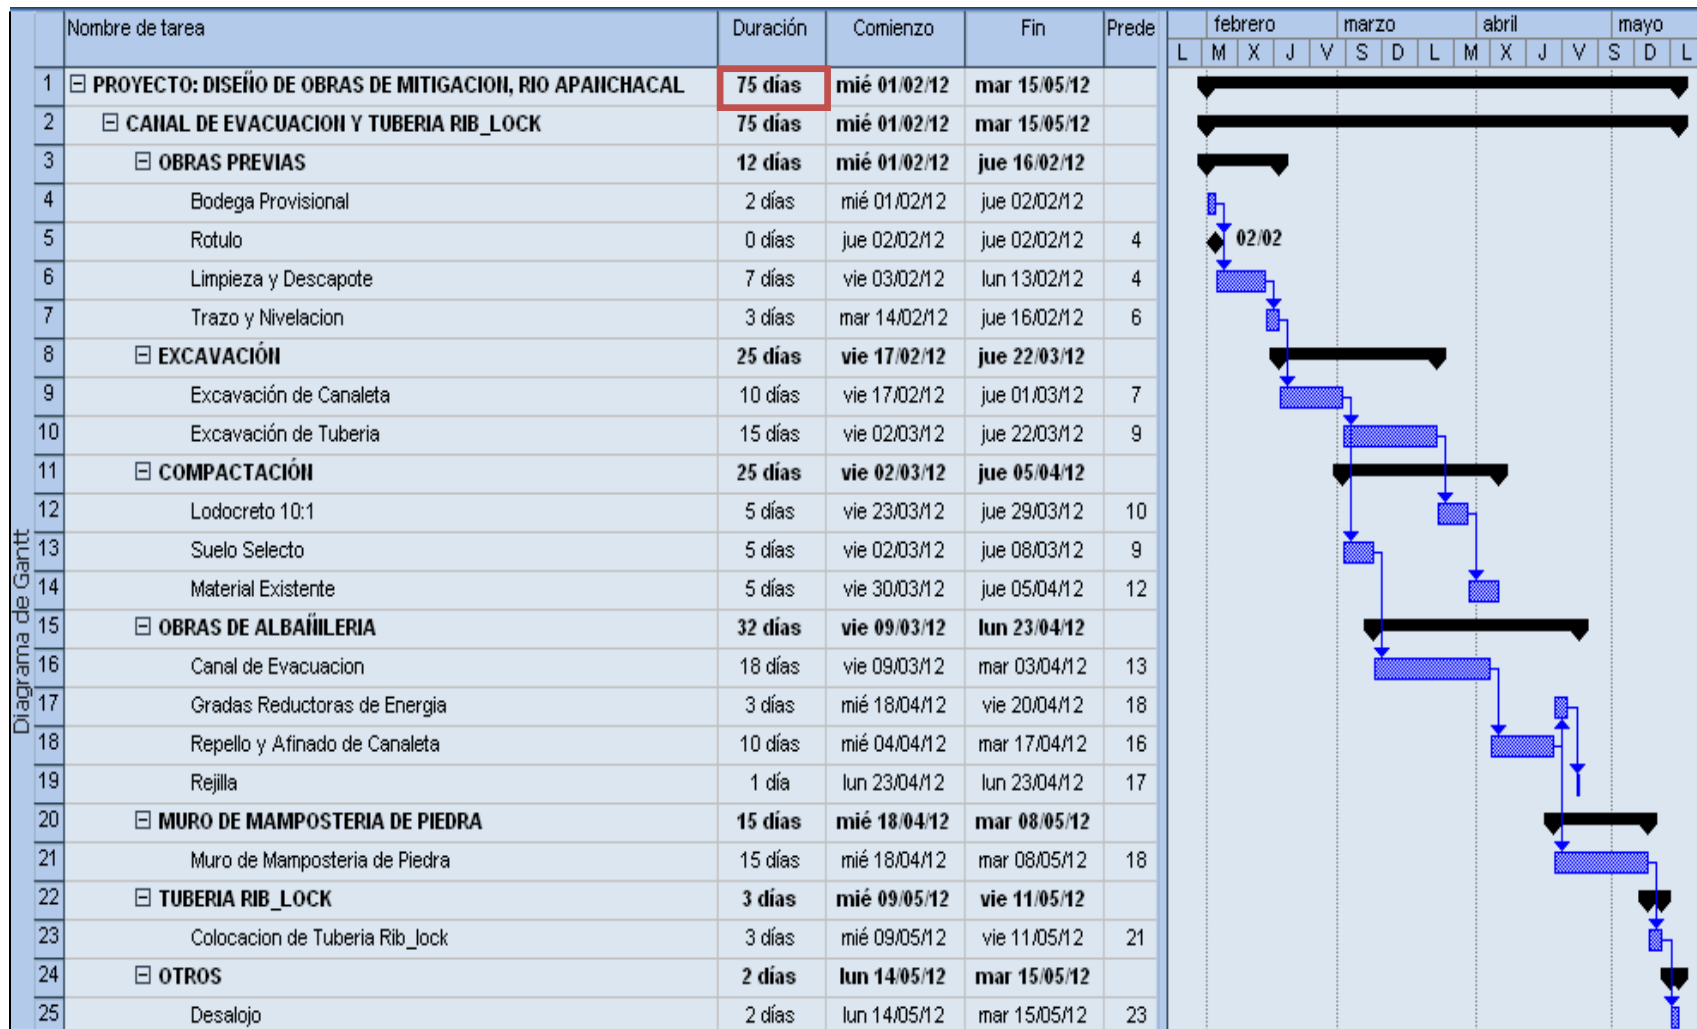 Nombre de tarea Duración Comienzo Fin Prede febrero marzo abril mayo
L M X J V S D L M X J V S D L
1 PROYECTO: DISEÑO DE OBRAS DE MITIGACION, RIO APANCHACAL 75 días mié 01/02/12 mar 15/05/12
2 CANAL DE EVACUACION Y TUBERIA RIB_LOCK 75 días mié 01/02/12 mar 15/05/12
3 OBRAS PREVIAS 12 días mié 01/02/12 jue 16/02/12
4 Bodega Provisional 2 días mié 01/02/12 jue 02/02/12
5 Rotulo 0 días jue 02/02/12 jue 02/02/12 4 02/02
6 Limpieza y Descapote 7 días vie 03/02/12 lun 13/02/12 4
7 Trazo y Nivelacion 3 días mar 14/02/12 jue 16/02/12 6
8 EXCAVACIÓN 25 días vie 17/02/12 jue 22/03/12
9 Excavación de Canaleta 10 días vie 17/02/12 jue 01/03/12 7
10 Excavación de Tuberia 15 días vie 02/03/12 jue 22/03/12 9
11 COMPACTACIÓN 25 días vie 02/03/12 jue 05/04/12
12 Lodocreto 10:1 5 días vie 23/03/12 jue 29/03/12 10
13 Suelo Selecto 5 días vie 02/03/12 jue 08/03/12 9
14 Material Existente 5 días vie 30/03/12 jue 05/04/12 12
15 OBRAS DE ALBAÑILERIA 32 días vie 09/03/12 lun 23/04/12
16 Canal de Evacuacion 18 días vie 09/03/12 mar 03/04/12 13
17 Gradas Reductoras de Energia 3 días mié 18/04/12 vie 20/04/12 18
18 Repello y Afinado de Canaleta 10 días mié 04/04/12 mar 17/04/12 16
19 Rejilla 1 día lun 23/04/12 lun 23/04/12 17
20 MURO DE MAMPOSTERIA DE PIEDRA 15 días mié 18/04/12 mar 08/05/12
21 Muro de Mamposteria de Piedra 15 días mié 18/04/12 mar 08/05/12 18
22 TUBERIA RIB_LOCK 3 días mié 09/05/12 vie 11/05/12
23 Colocacion de Tuberia Rib_lock 3 días mié 09/05/12 vie 11/05/12 21
24 OTROS 2 días lun 14/05/12 mar 15/05/12
25 Desalojo 2 días lun 14/05/12 mar 15/05/12 23
Diagrama de Gantt